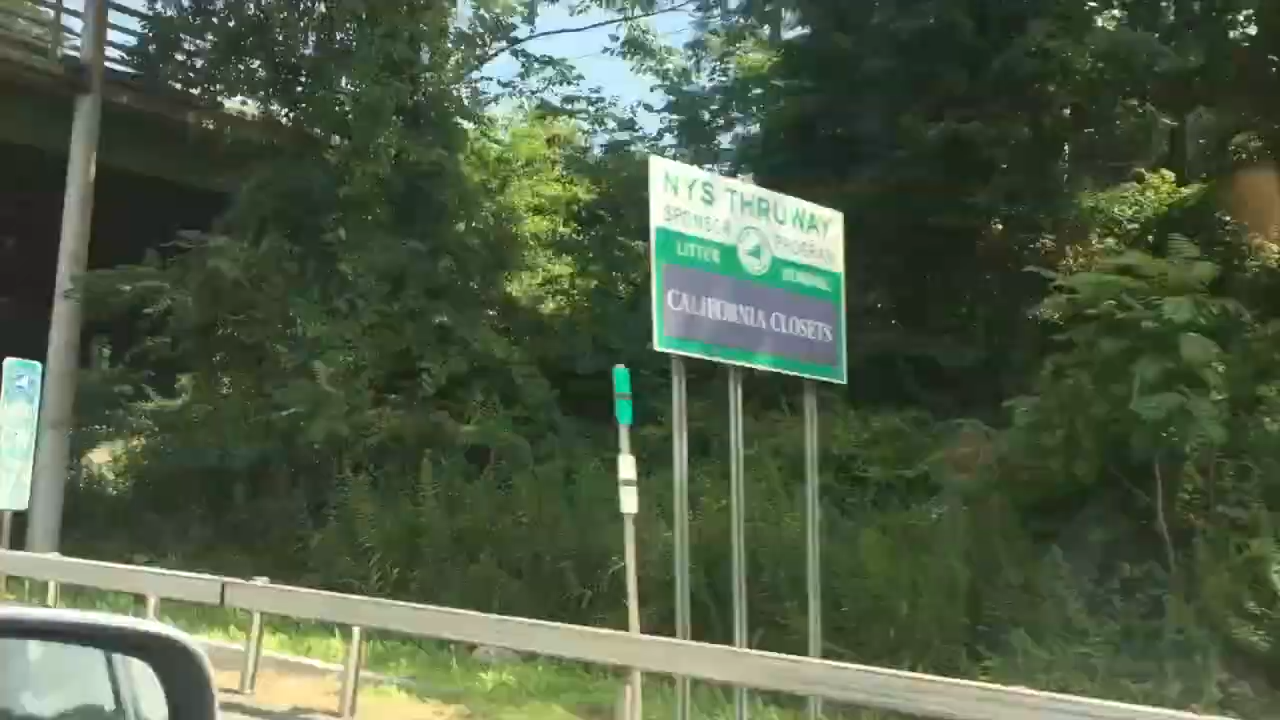 NYS THRUWAY
SPONSOR PROGRAM
LITTER REMOVAL
CALIFORNIA CLOSETS